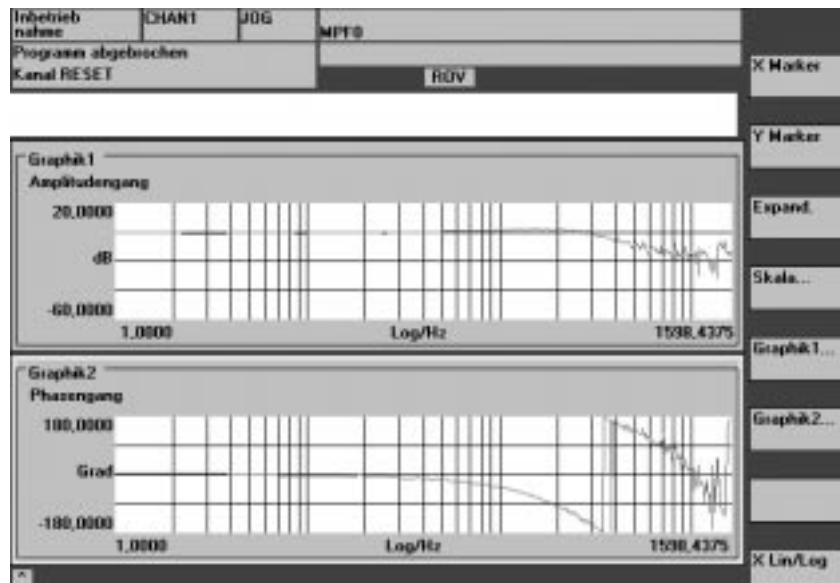 Inbetrieb
nahme
CHAN1
JOG
MPF0
Programm abgebrochen
Kanal RESET
ROV
X Marker
Y Marker
Expand.
Skala...
Graphik1...
Graphik2...
X Lin/Log
Graphik1
Amplitudengang
20,0000
dB
-60,0000
1,0000
Log/Hz
1598,4375
Graphik2
Phasengang
180,0000
Grad
-180,0000
1,0000
Log/Hz
1598,4375
^